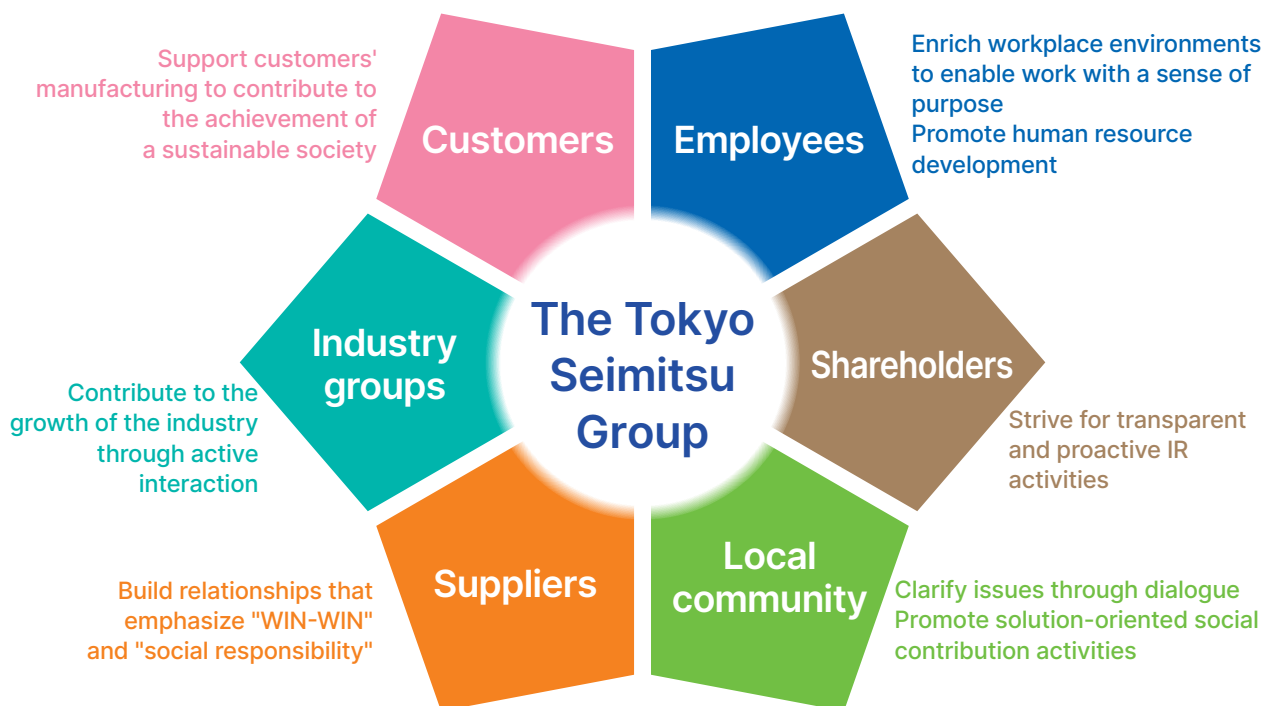 Support customers'
manufacturing to contribute to
the achievement of
a sustainable society
Customers
Employees
Enrich workplace environments
to enable work with a sense of
purpose
Promote human resource
development
Industry
groups
Contribute to the
growth of the industry
through active
interaction
The Tokyo
Seimitsu
Group
Shareholders
Strive for transparent
and proactive IR
activities
Suppliers
Build relationships that
emphasize "WIN-WIN"
and "social responsibility"
Local
community
Clarify issues through dialogue
Promote solution-oriented social
contribution activities